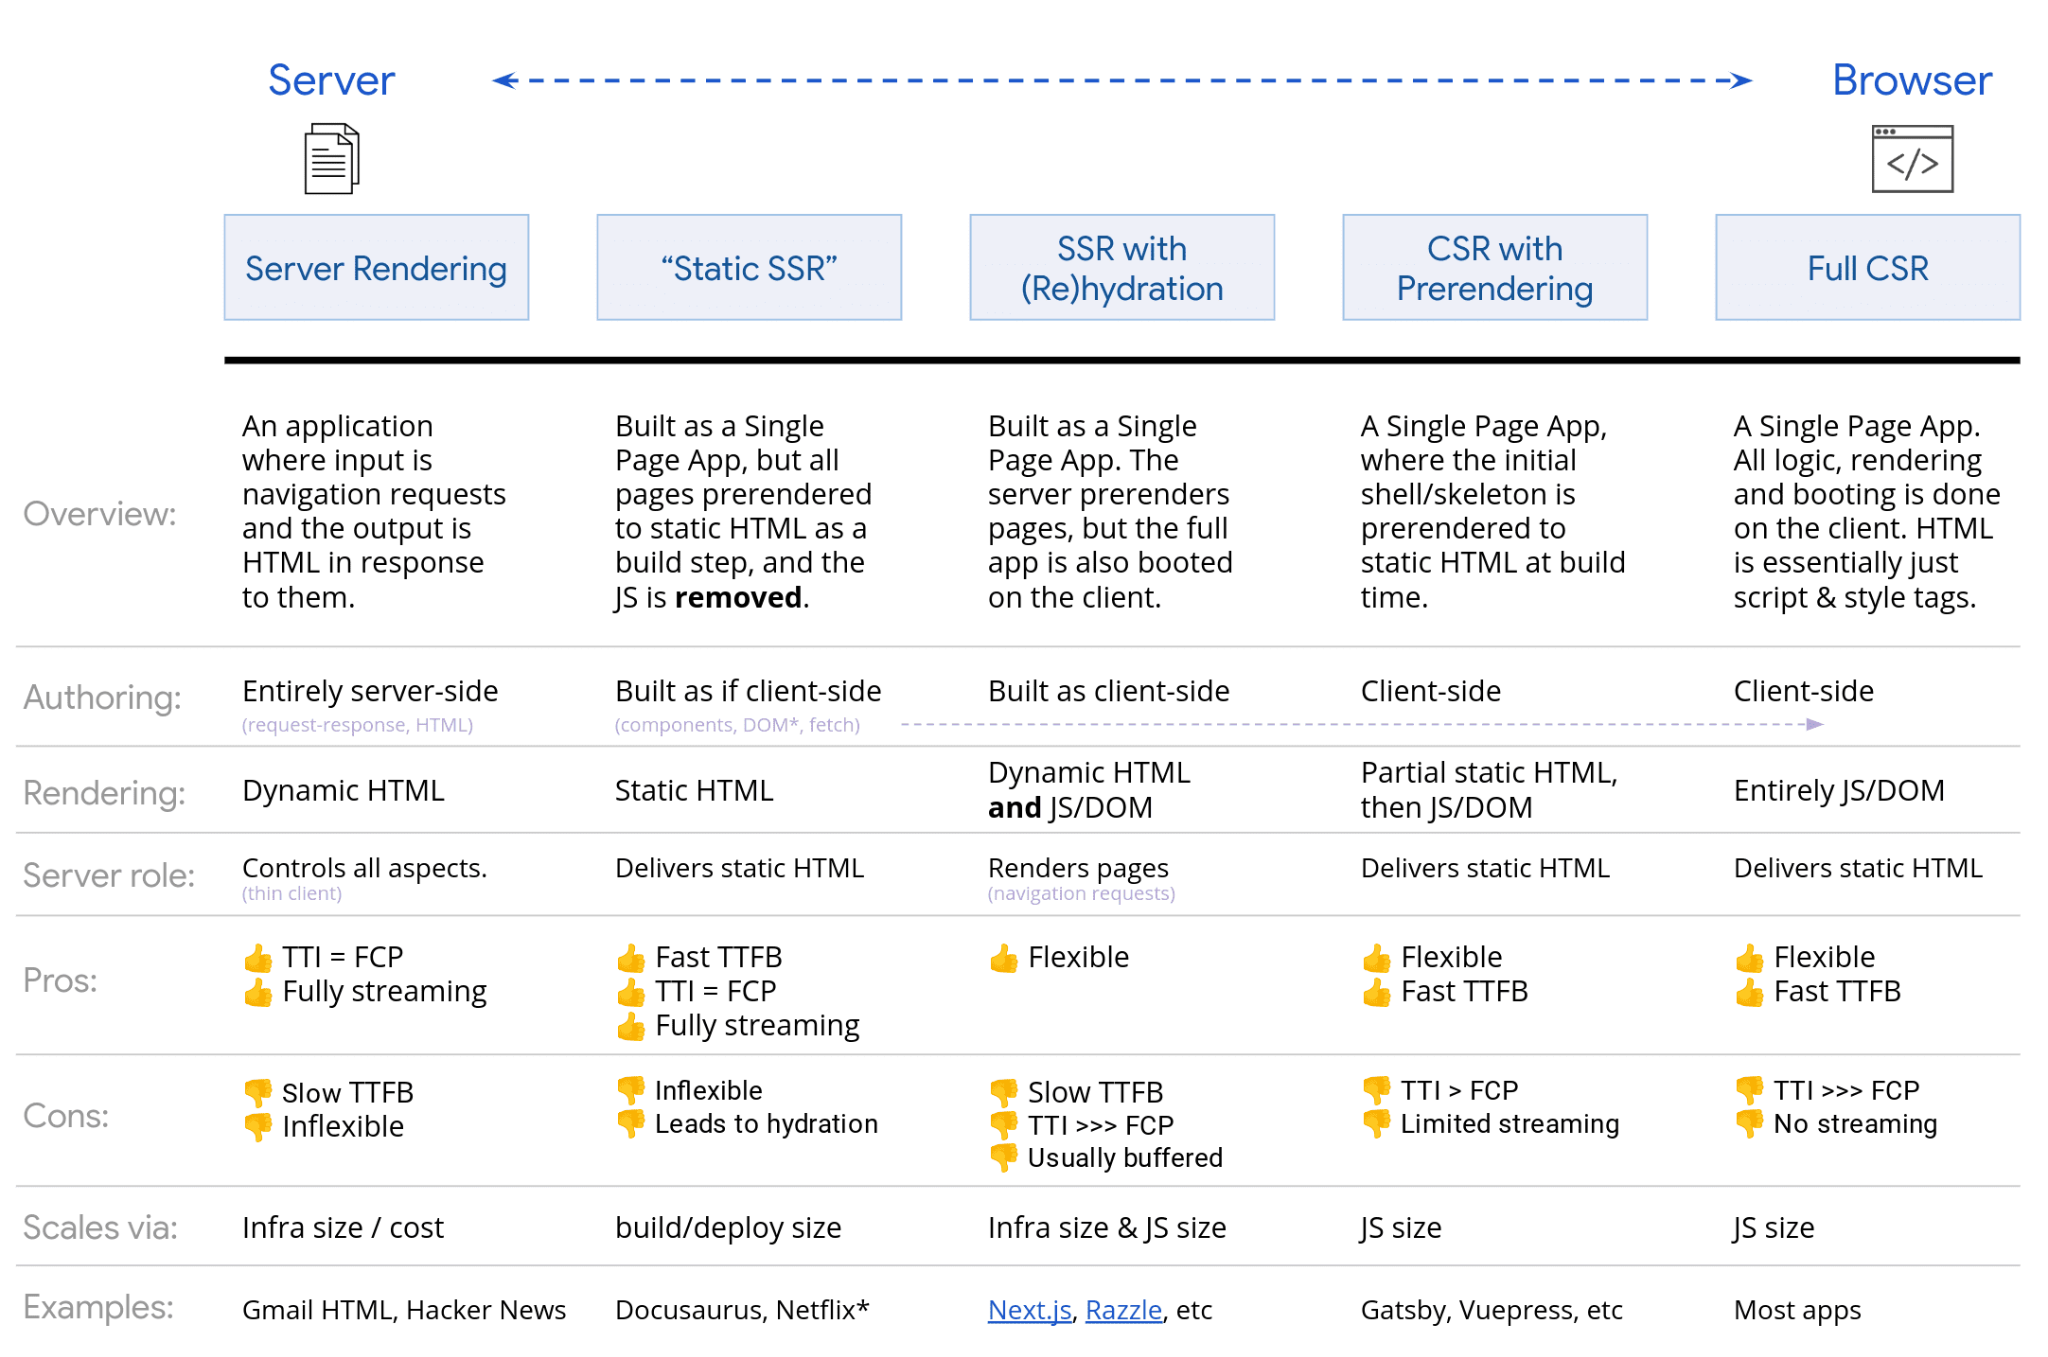 Server
Browser
</>
Server Rendering
“Static SSR”
SSR with
(Re)hydration
CSR with
Prerendering
Full CSR
Overview:
An application
where input is
navigation requests
and the output is
HTML in response
to them.
Built as a Single
Page App, but all
pages prerendered
to static HTML as a
build step, and the
JS is removed.
Built as a Single
Page App. The
server prerenders
pages, but the full
app is also booted
on the client.
A Single Page App,
where the initial
shell/skeleton is
prerendered to
static HTML at build
time.
A Single Page App.
All logic, rendering
and booting is done
on the client. HTML
is essentially just
script & style tags.
Authoring:
Entirely server-side
(request-response, HTML)
Built as if client-side
(components, DOM*, fetch)
Built as client-side
Client-side
Client-side
Rendering:
Dynamic HTML
Static HTML
Dynamic HTML
and JS/DOM
Partial static HTML,
then JS/DOM
Entirely JS/DOM
Server role:
Controls all aspects.
(thin client)
Delivers static HTML
Renders pages
(navigation requests)
Delivers static HTML
Delivers static HTML
Pros:
👍 TTI = FCP
👍 Fully streaming
👍 Fast TTFB
👍 TTI = FCP
👍 Fully streaming
👍 Flexible
👍 Flexible
👍 Fast TTFB
👍 Flexible
👍 Fast TTFB
Cons:
👎 Slow TTFB
👎 Inflexible
👎 Inflexible
👎 Leads to hydration
👎 Slow TTFB
👎 TTI >>> FCP
👎 Usually buffered
👎 TTI > FCP
👎 Limited streaming
👎 TTI >>> FCP
👎 No streaming
Scales via:
Infra size / cost
build/deploy size
Infra size & JS size
JS size
JS size
Examples:
Gmail HTML, Hacker News
Docusaurus, Netflix*
Next.js, Razzle, etc
Gatsby, Vuepress, etc
Most apps